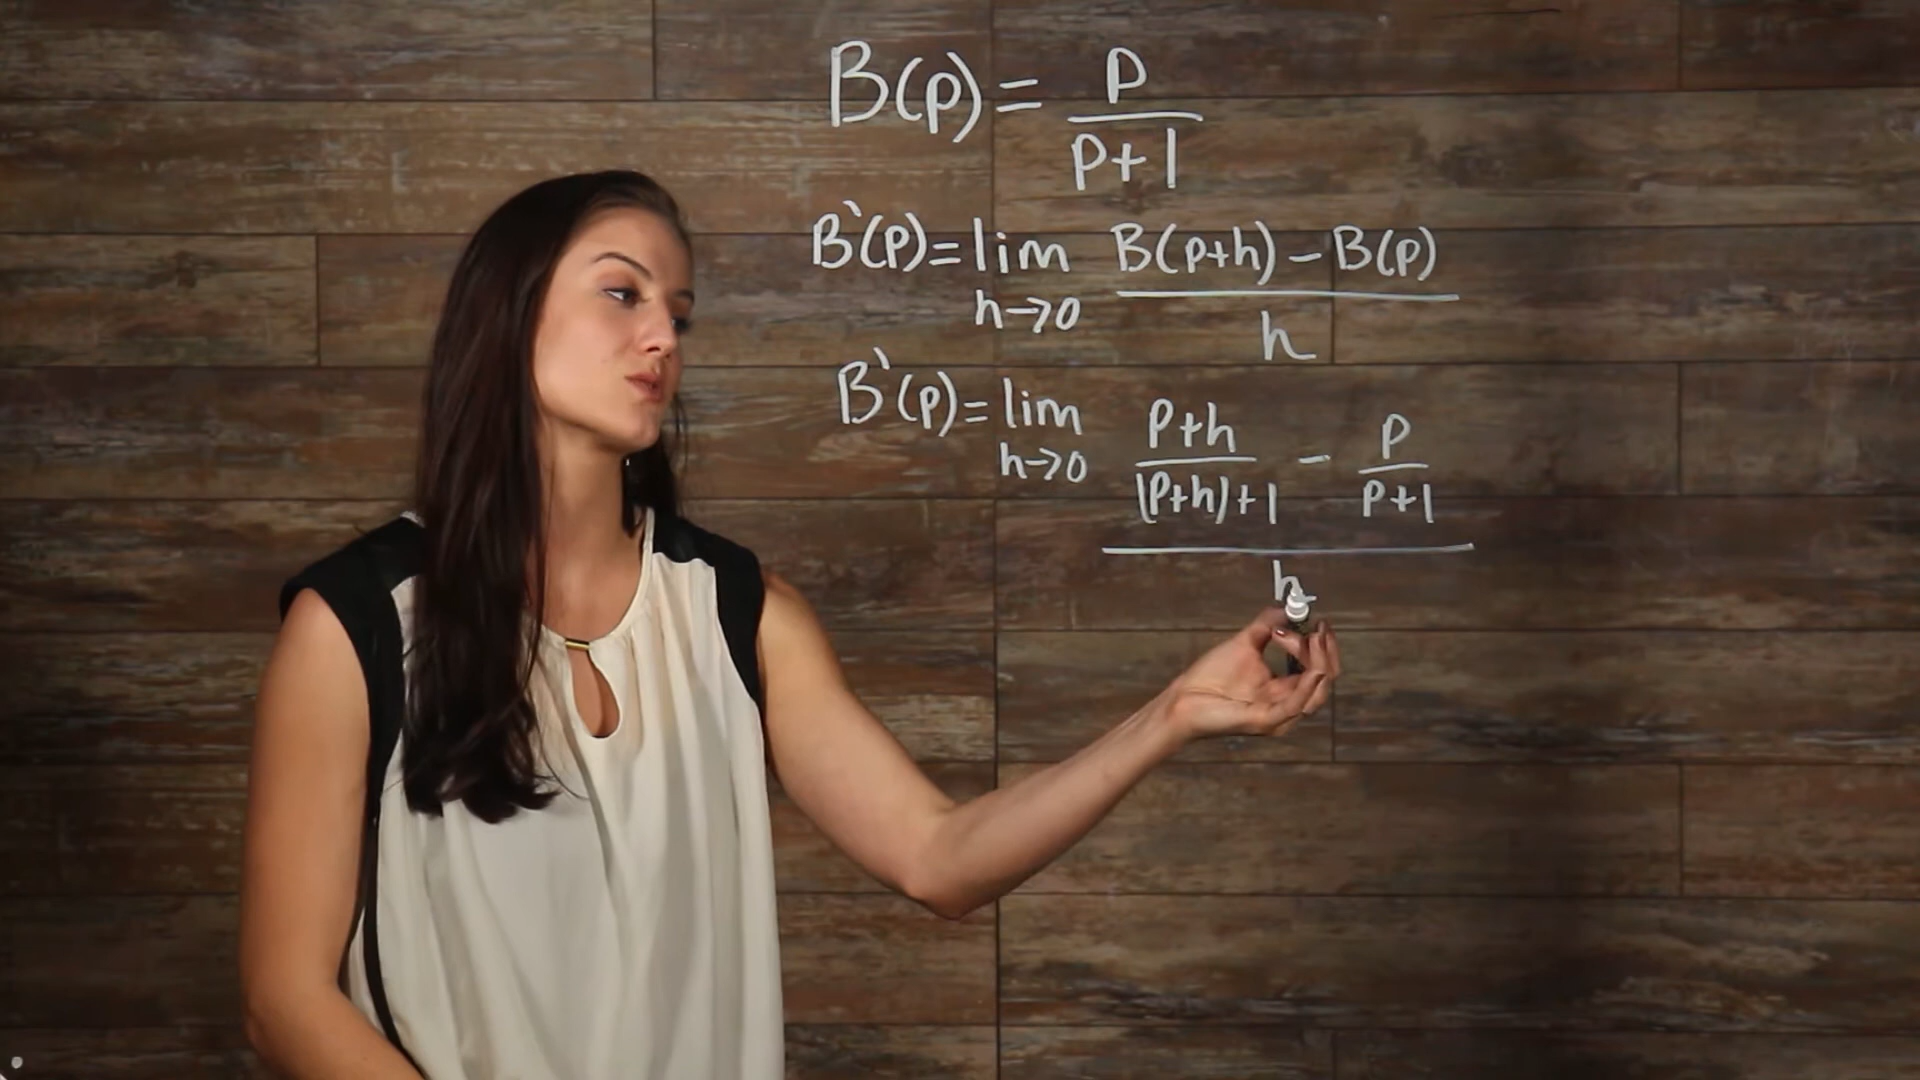 B(p) = p
p+1
B`(p) = lim B(p+h) – B(p)
h→0 h
B`(p) = lim p+h – p
h→0 (p+h)+1 p+1
h